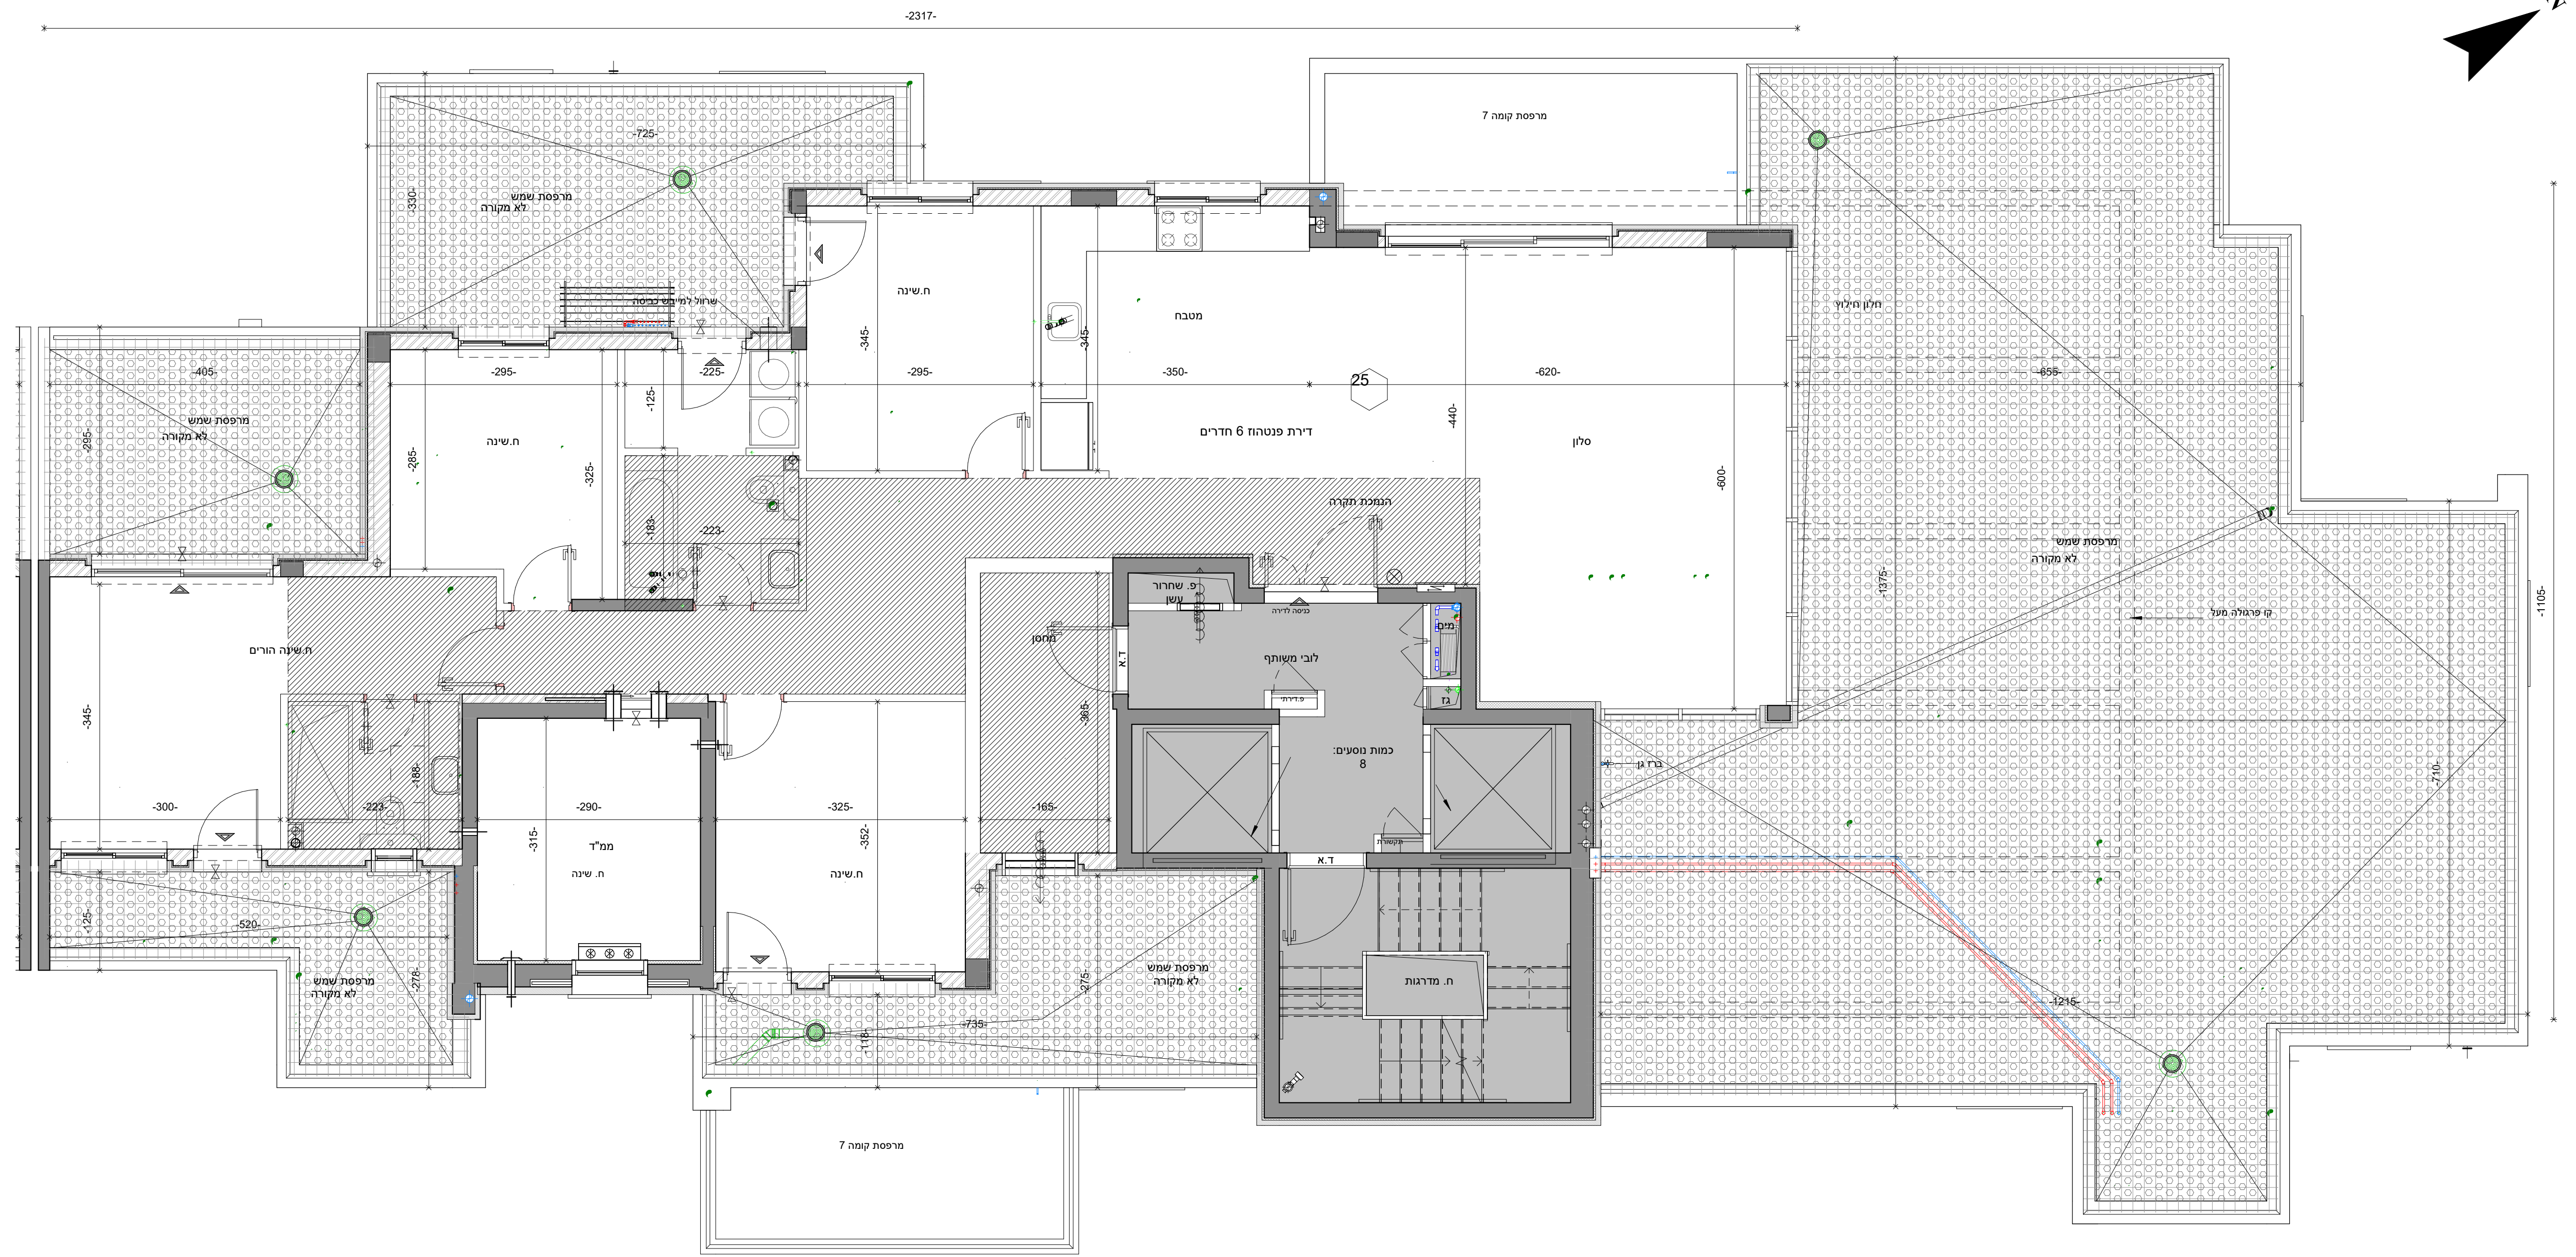 -2317-
מרפסת קומה 7
-725-
-330-
מרפסת שמש
לא מקורה
שרוול למייבש כביסה
ח.שינה
מטבח
חלון חילוץ
-345-
-345-
-405-
-295-
-225-
-295-
-350-
25
-620-
-655-
-125-
-440-
מרפסת שמש
לא מקורה
-295-
ח.שינה
-285-
-325-
דירת פנטהוז 6 חדרים
סלון
-600-
הנמכת תקרה
-183-
-223-
מרפסת שמש
לא מקורה
-1375-
-1105-
פ. שחרור
עשן
כניסה לדירה
קו פרגולה מעל
מים
מחסן
ד.א
לובי משותף
ח.שינה הורים
פ.דירתי
גז
-345-
-365-
כמות נוסעים:
8
ברז גן
-188-
-710-
-300-
-223-
-290-
-325-
-165-
-315-
-352-
ממ"ד
תקשורת
ד.א
ח. שינה
ח.שינה
-125-
-520-
מרפסת שמש
לא מקורה
-278-
מרפסת שמש
לא מקורה
-275-
ח. מדרגות
-1215-
-735-
-118-
מרפסת קומה 7